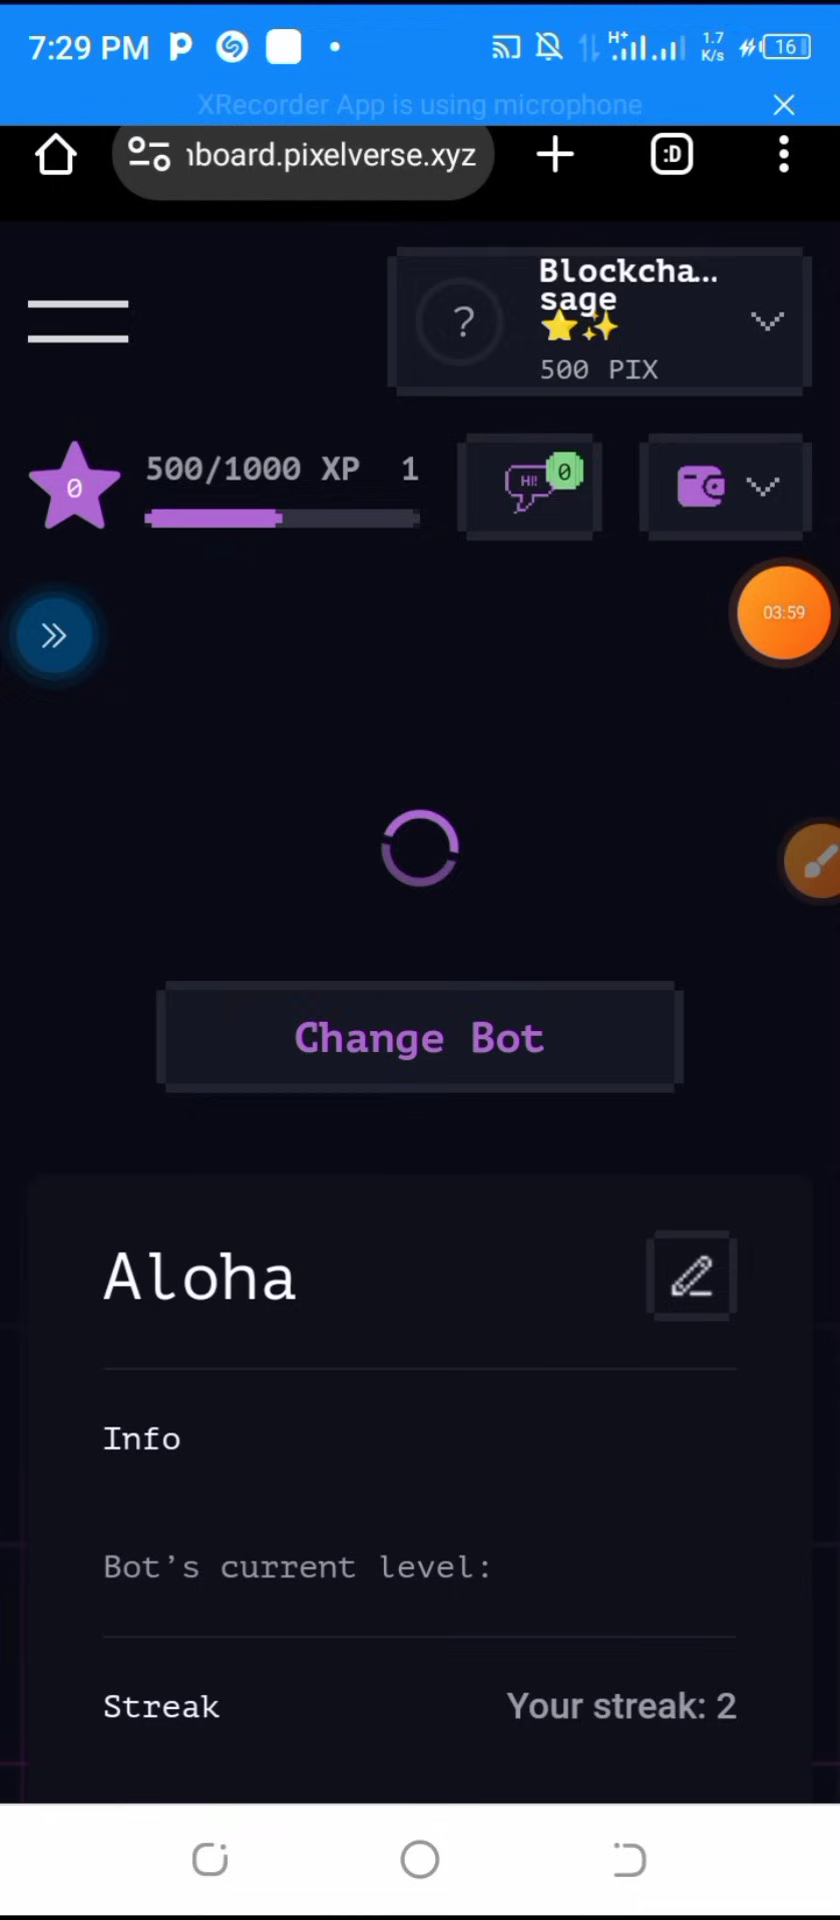 7:29 PM
H+
1.7
K/s
16
XRecorder App is using microphone
ıboard.pixelverse.xyz
:D
Blockcha...
sage
⭐✨
500 PIX
?
0
500/1000 XP 1
HI!
0
03:59
Change Bot
Aloha
Info
Bot’s current level:
Streak
Your streak: 2